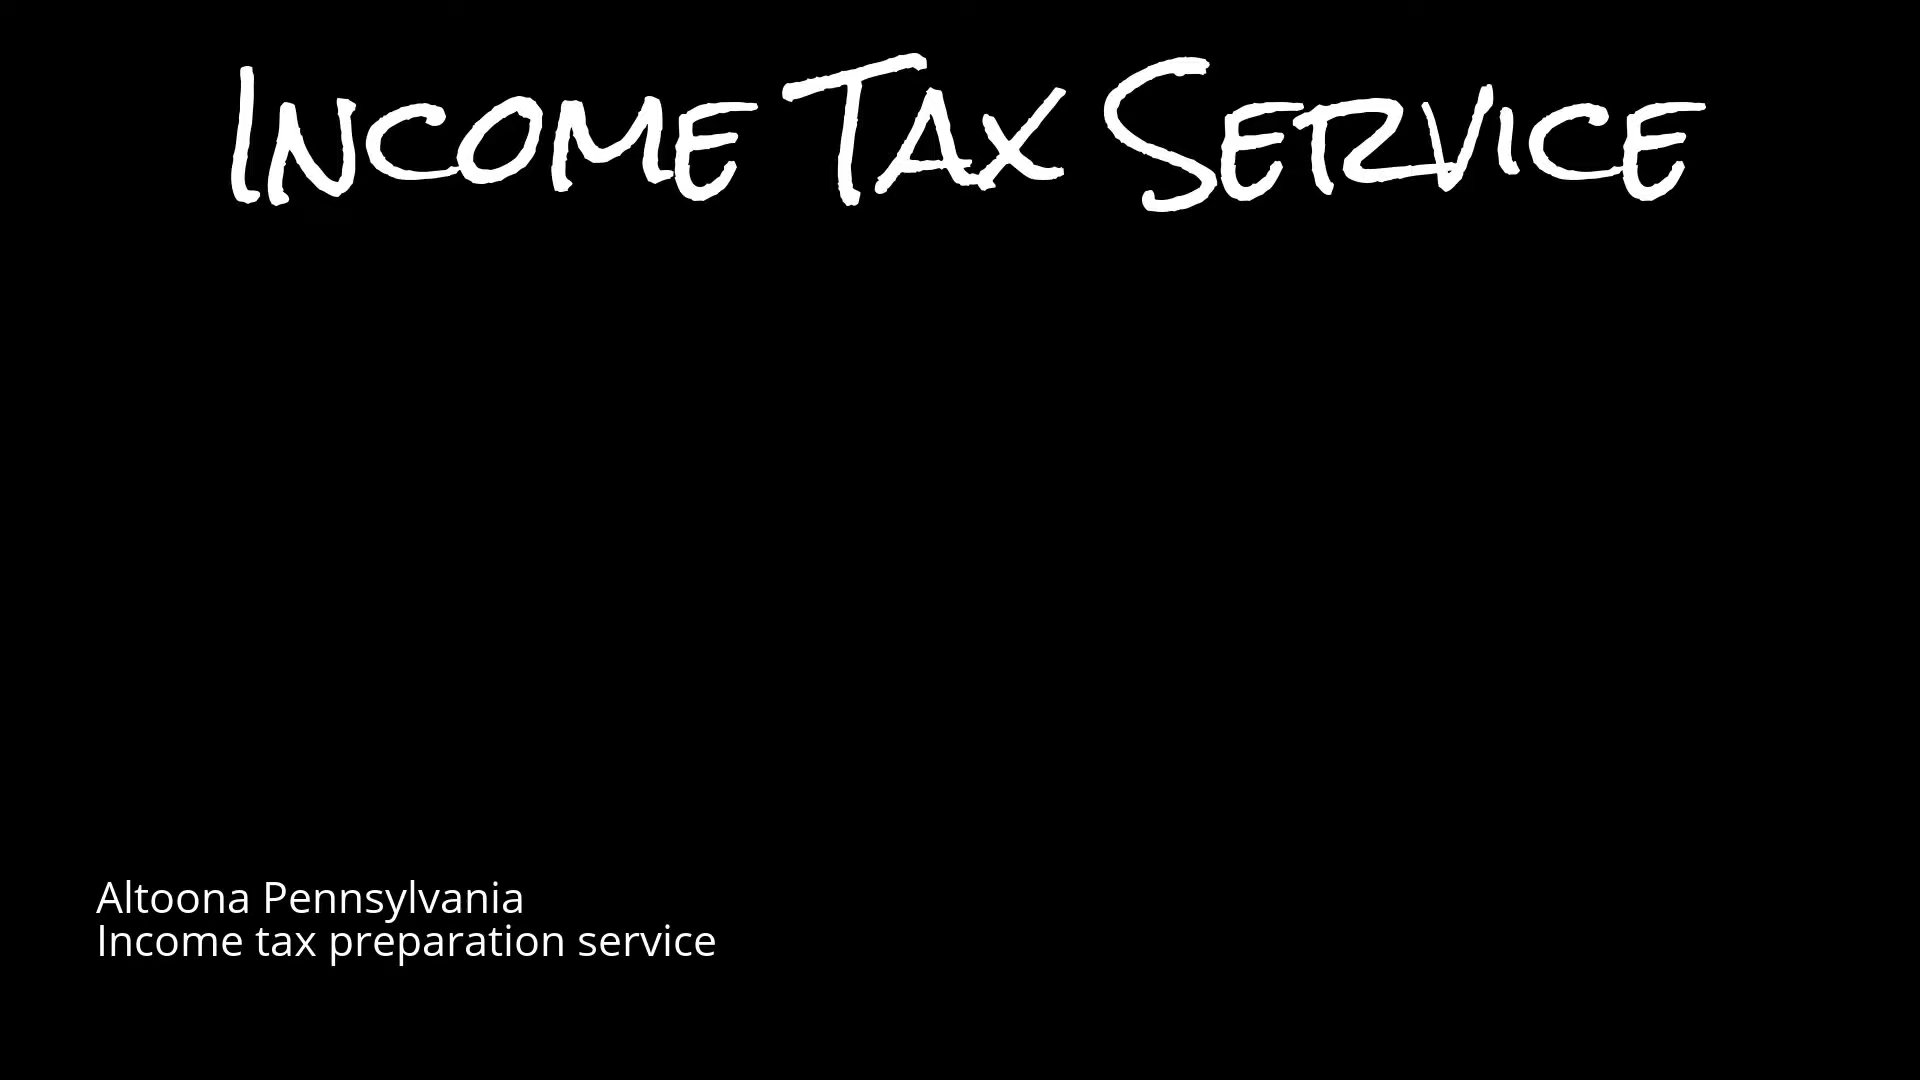 Income Tax Service
Altoona Pennsylvania
Income tax preparation service